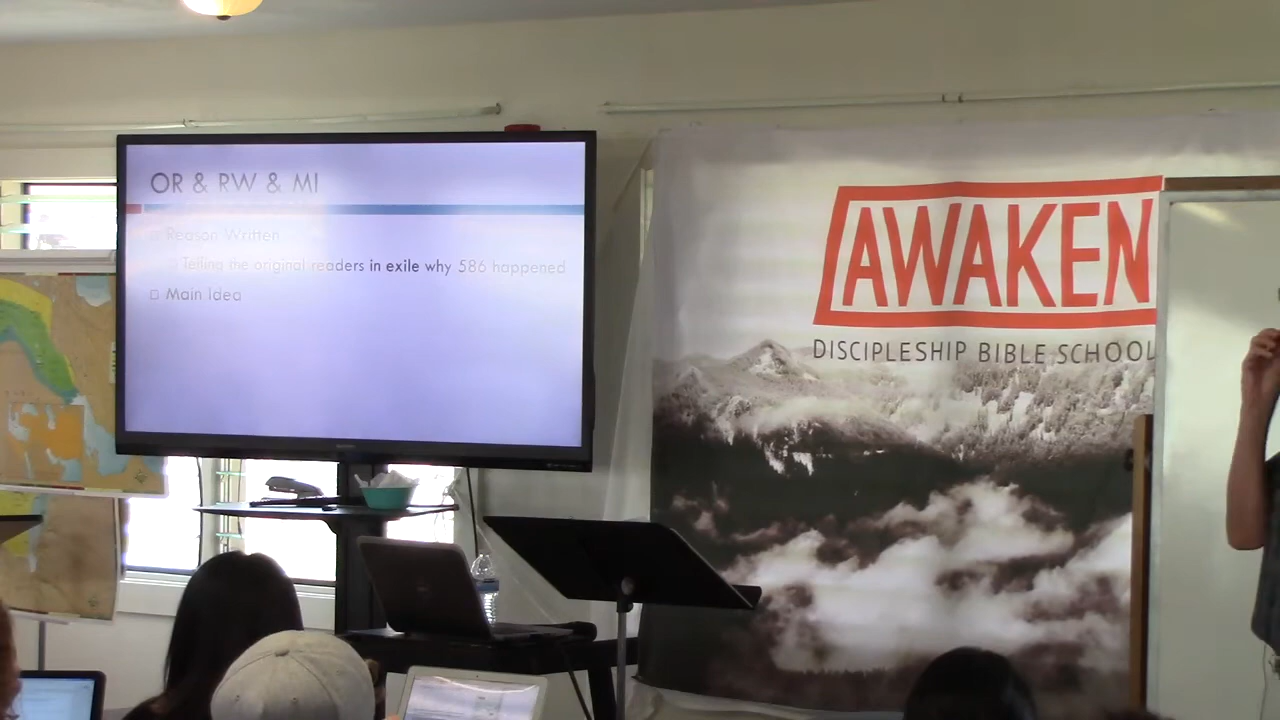 OR & RW & MI
Reason Written
Telling the original readers in exile why 586 happened
Main Idea
AWAKEN
DISCIPLESHIP BIBLE SCHOOL